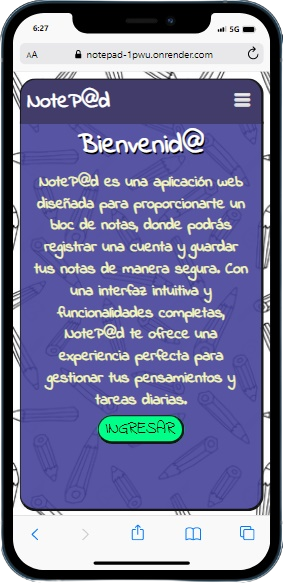 6:27
5G
AA
notepad-1pwu.onrender.com
NoteP@d
Bienvenid@
NoteP@d es una aplicación web
diseñada para proporcionarte un
bloc de notas, donde podrás
registrar una cuenta y guardar
tus notas de manera segura. Con
una interfaz intuitiva y
funcionalidades completas,
NoteP@d te ofrece una
experiencia perfecta para
gestionar tus pensamientos y
tareas diarias.
INGRESAR